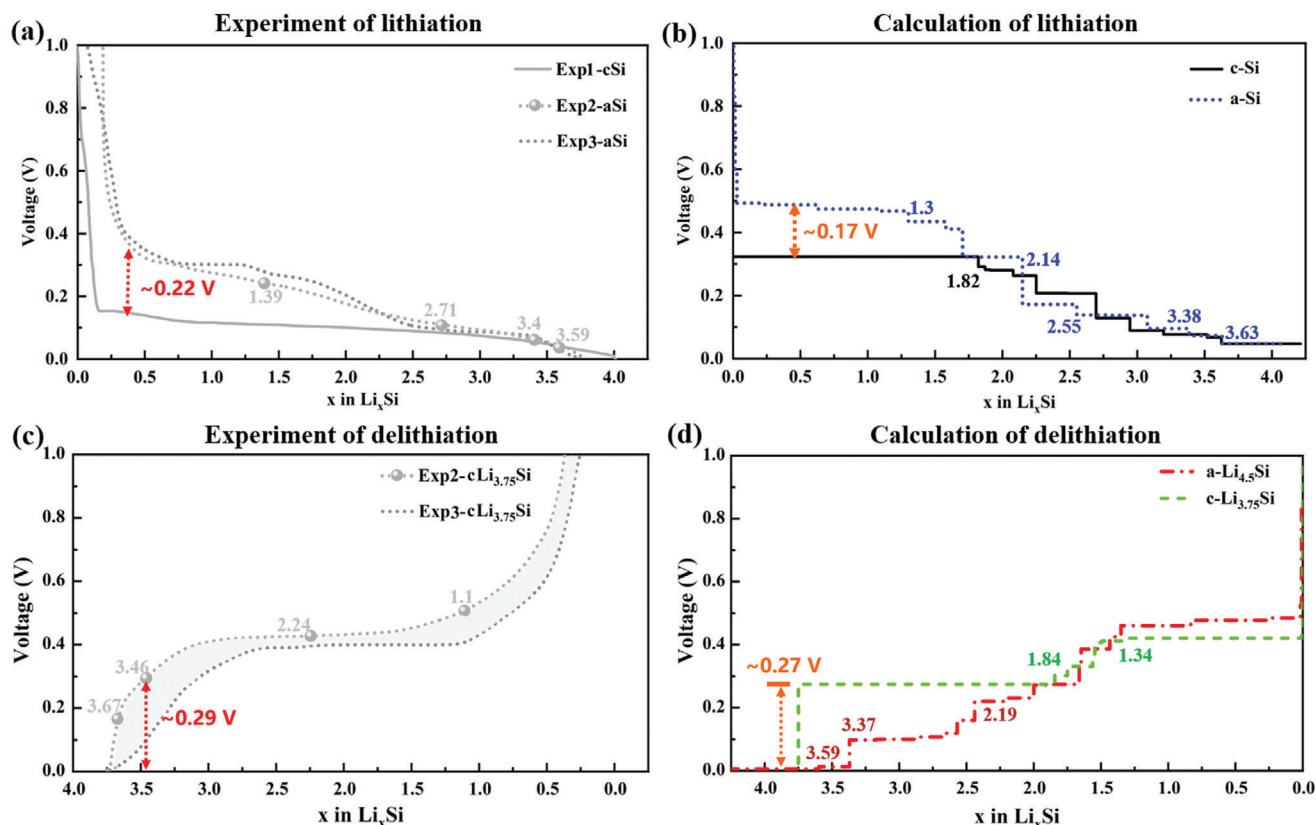 (a) Experiment of lithiation
Exp1-cSi
Exp2-aSi
Exp3-aSi
~0.22 V
1.39
2.71
3.4
3.59
1.0
0.8
0.6
0.4
0.2
0.0
Voltage (V)
0.0 0.5 1.0 1.5 2.0 2.5 3.0 3.5 4.0
x in LixSi
(b) Calculation of lithiation
c-Si
a-Si
~0.17 V
1.3
1.82
2.14
2.55
3.38
3.63
1.0
0.8
0.6
0.4
0.2
0.0
Voltage (V)
0.0 0.5 1.0 1.5 2.0 2.5 3.0 3.5 4.0
x in LixSi
(c) Experiment of delithiation
Exp2-cLi3.75Si
Exp3-cLi3.75Si
3.67
3.46
2.24
1.1
~0.29 V
1.0
0.8
0.6
0.4
0.2
0.0
Voltage (V)
4.0 3.5 3.0 2.5 2.0 1.5 1.0 0.5 0.0
x in LixSi
(d) Calculation of delithiation
a-Li4.5Si
c-Li3.75Si
~0.27 V
3.59
3.37
2.19
1.84
1.34
1.0
0.8
0.6
0.4
0.2
0.0
Voltage (V)
4.0 3.5 3.0 2.5 2.0 1.5 1.0 0.5 0.0
x in LixSi